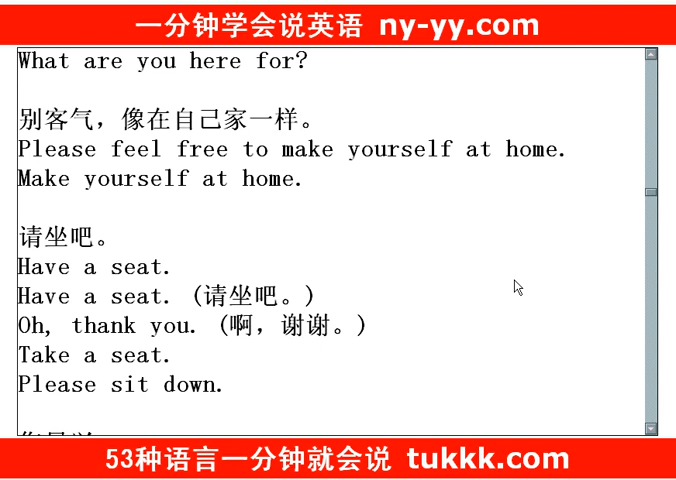 一分钟学会说英语 ny-yy.com
What are you here for?
别客气，像在自己家一样。
Please feel free to make yourself at home.
Make yourself at home.
请坐吧。
Have a seat.
Have a seat. (请坐吧。)
Oh, thank you. (啊，谢谢。)
Take a seat.
Please sit down.
53种语言一分钟就会说 tukkk.com